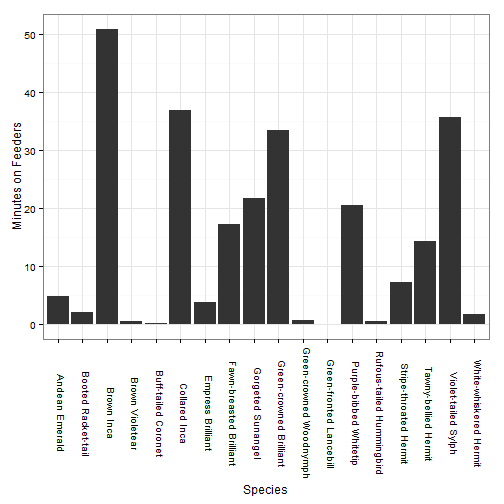 50
40
30
20
10
0
Minutes on Feeders
Andean Emerald
Booted Racket-tail
Brown Inca
Brown Violetear
Buff-tailed Coronet
Collared Inca
Empress Brilliant
Fawn-breasted Brilliant
Gorgeted Sunangel
Green-crowned Brilliant
Green-crowned Woodnymph
Green-fronted Lancebill
Purple-bibbed Whitetip
Rufous-tailed Hummingbird
Stripe-throated Hermit
Tawny-bellied Hermit
Violet-tailed Sylph
White-whiskered Hermit
Species